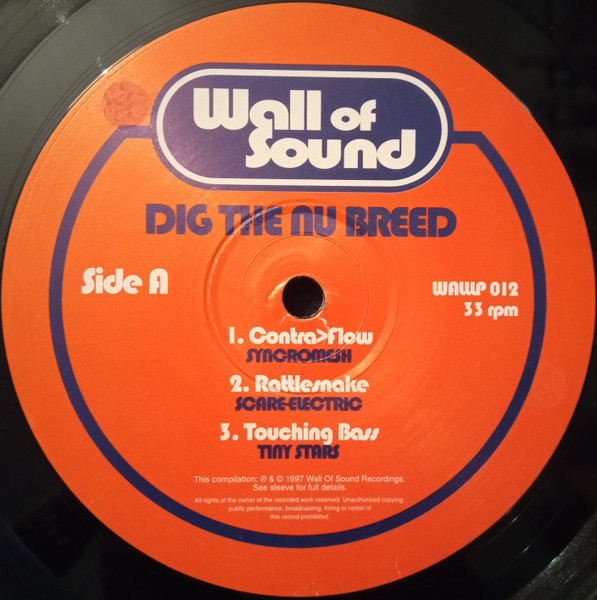 Wall of
Sound
DIG THE NU BREED
Side A
WALLP 012
33 rpm
1. Contra>Flow
SYNCROMESH
2. Rattlesnake
SCARE-ELECTRIC
3. Touching Bass
TINY STARS
This compilation: ℗ & © 1997 Wall Of Sound Recordings.
See sleeve for full details.
All rights of the owner of the recorded work reserved. Unauthorised copying,
public performance, broadcasting, hiring or rental of
this record prohibited.